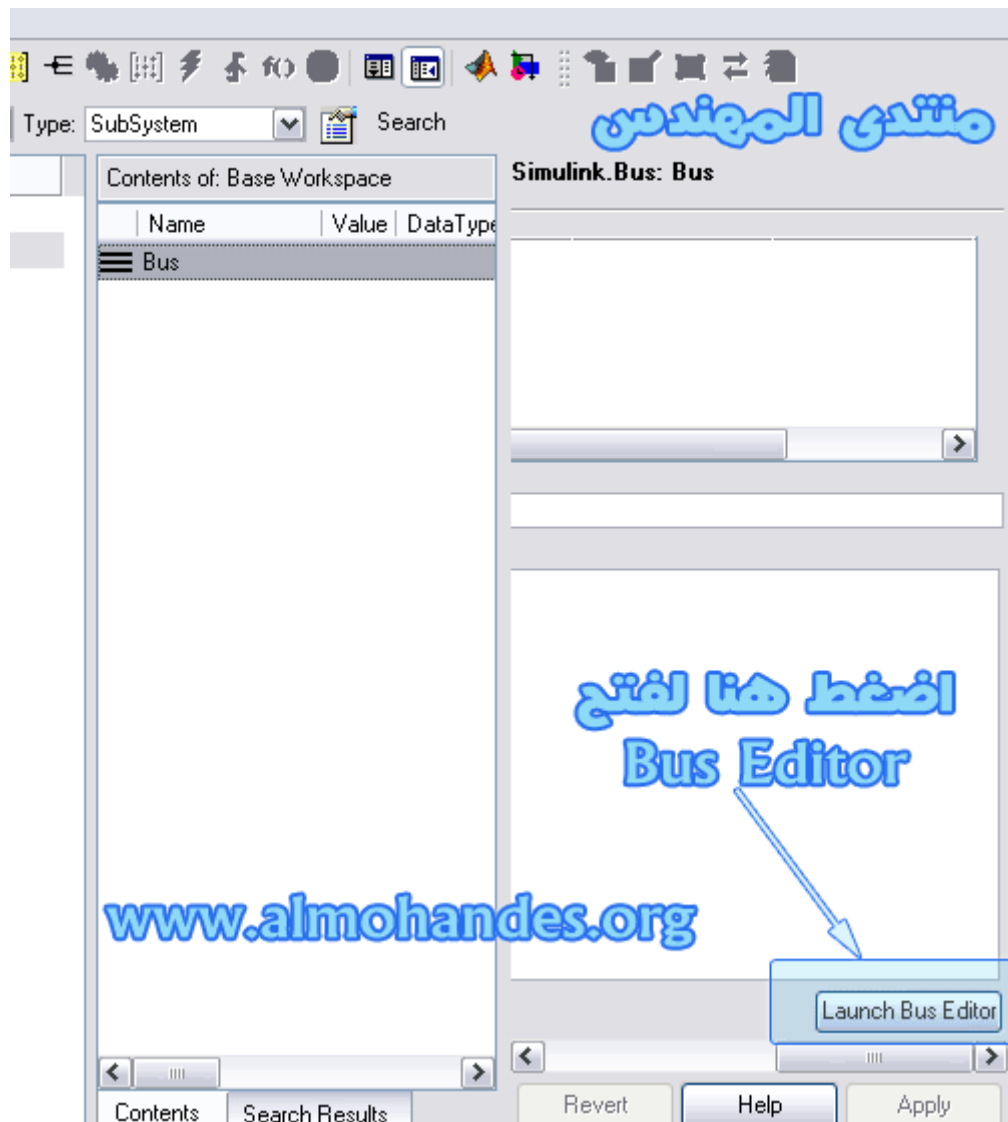 f()
Type: SubSystem Search
منتدى المهندس
Contents of: Base Workspace
Simulink.Bus: Bus
Name Value DataType
Bus
اضغط هنا لفتح
Bus Editor
www.almohandes.org
Launch Bus Editor
Contents Search Results
Revert Help Apply